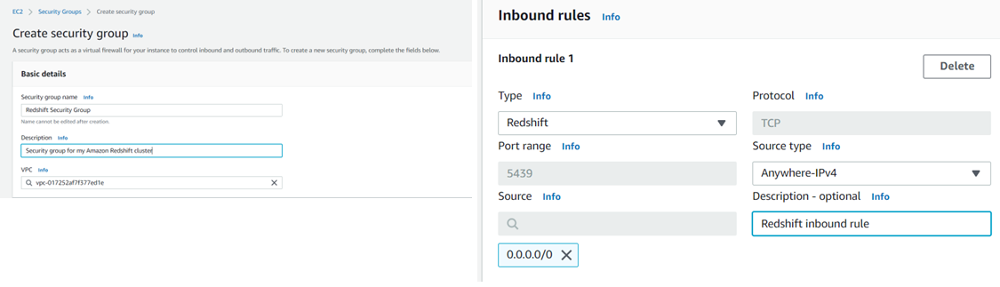 EC2 > Security Groups > Create security group
Create security group Info
A security group acts as a virtual firewall for your instance to control inbound and outbound traffic. To create a new security group, complete the fields below.
Basic details
Security group name Info
Redshift Security Group
Name cannot be edited after creation.
Description Info
Security group for my Amazon Redshift cluster
VPC Info
vpc-017252af7f377ed1e
Inbound rules Info
Inbound rule 1
Delete
Type Info
Protocol Info
Redshift
TCP
Port range Info
Source type Info
5439
Anywhere-IPv4
Source Info
Description - optional Info
Redshift inbound rule
0.0.0.0/0